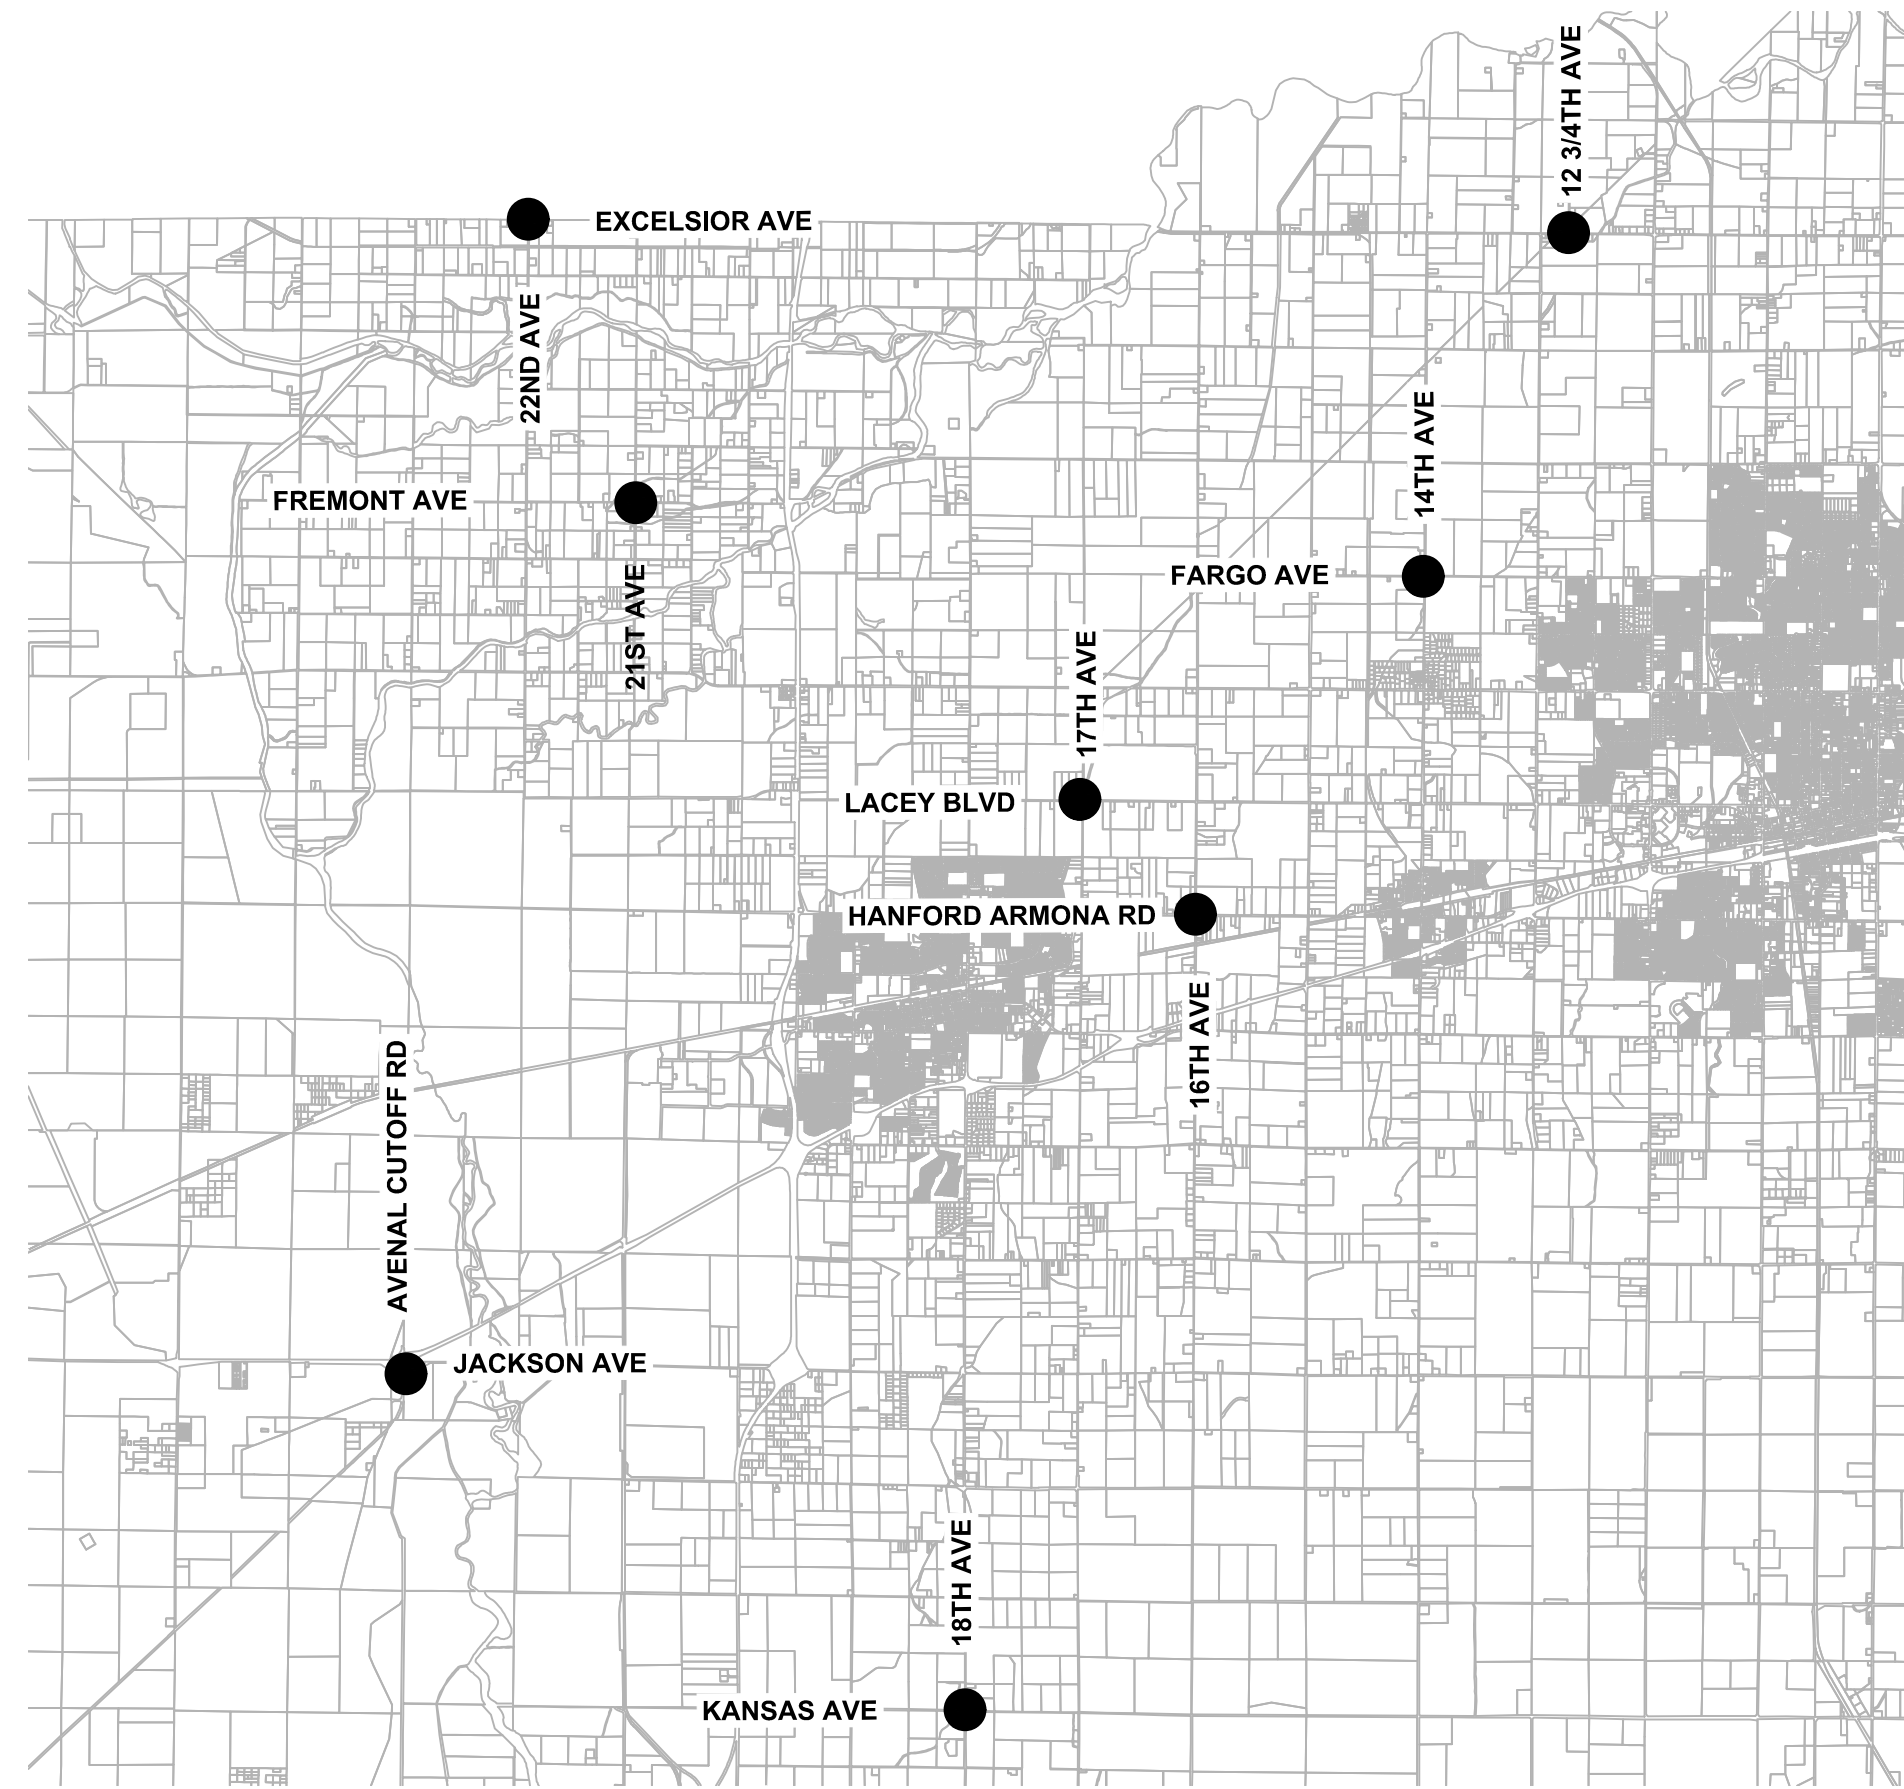 12 3/4TH AVE
EXCELSIOR AVE
22ND AVE
14TH AVE
FREMONT AVE
FARGO AVE
21ST AVE
17TH AVE
LACEY BLVD
HANFORD ARMONA RD
16TH AVE
AVENAL CUTOFF RD
JACKSON AVE
18TH AVE
KANSAS AVE